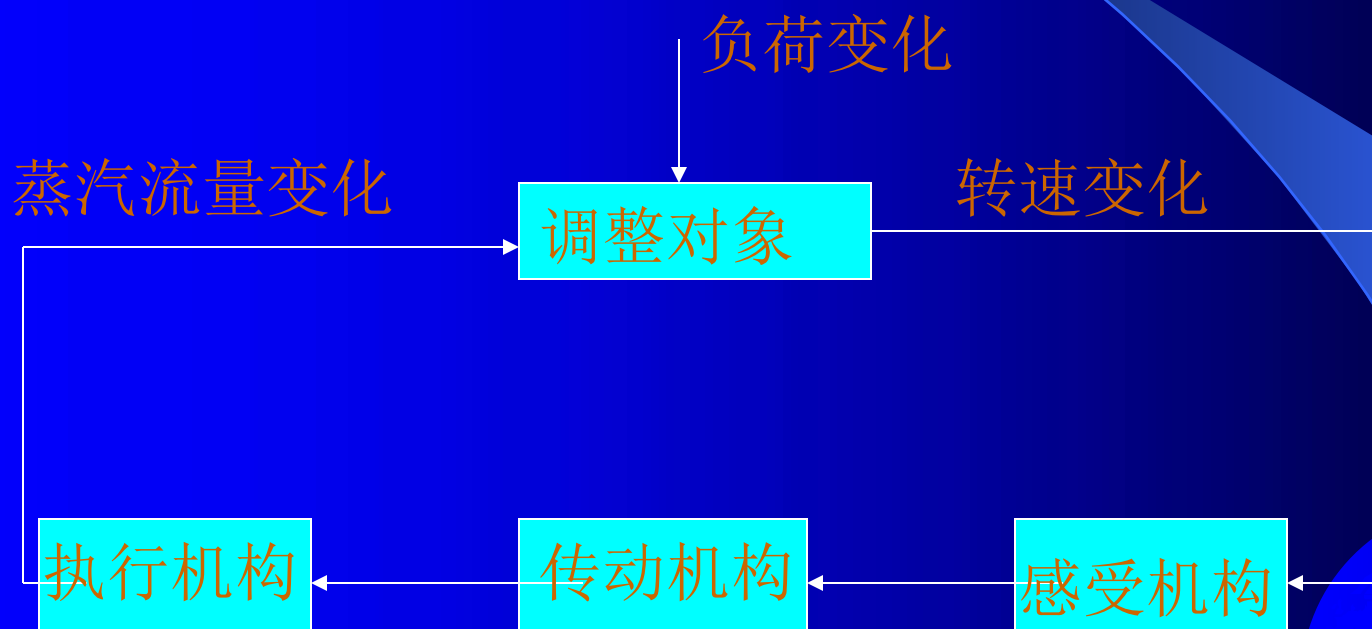 负荷变化
蒸汽流量变化
转速变化
调整对象
执行机构
传动机构
感受机构